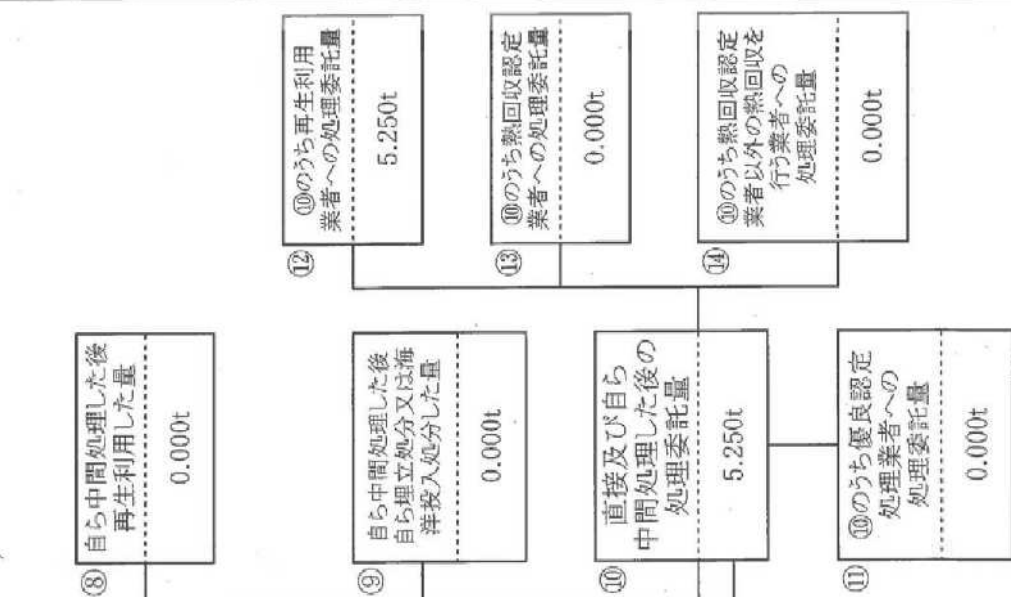 ⑧
自ら中間処理した後
再生利用した量
0.000t
⑨
自ら中間処理した後
自ら埋立処分又は海
洋投入処分した量
0.000t
⑩
直接及び自ら
中間処理した後の
処理委託量
5.250t
⑪
⑩のうち優良認定
処理業者への
処理委託量
0.000t
⑫
⑩のうち再生利用
業者への処理委託量
5.250t
⑬
⑩のうち熱回収認定
業者への処理委託量
0.000t
⑭
⑩のうち熱回収認定
業者以外の熱回収を
行う業者への
処理委託量
0.000t